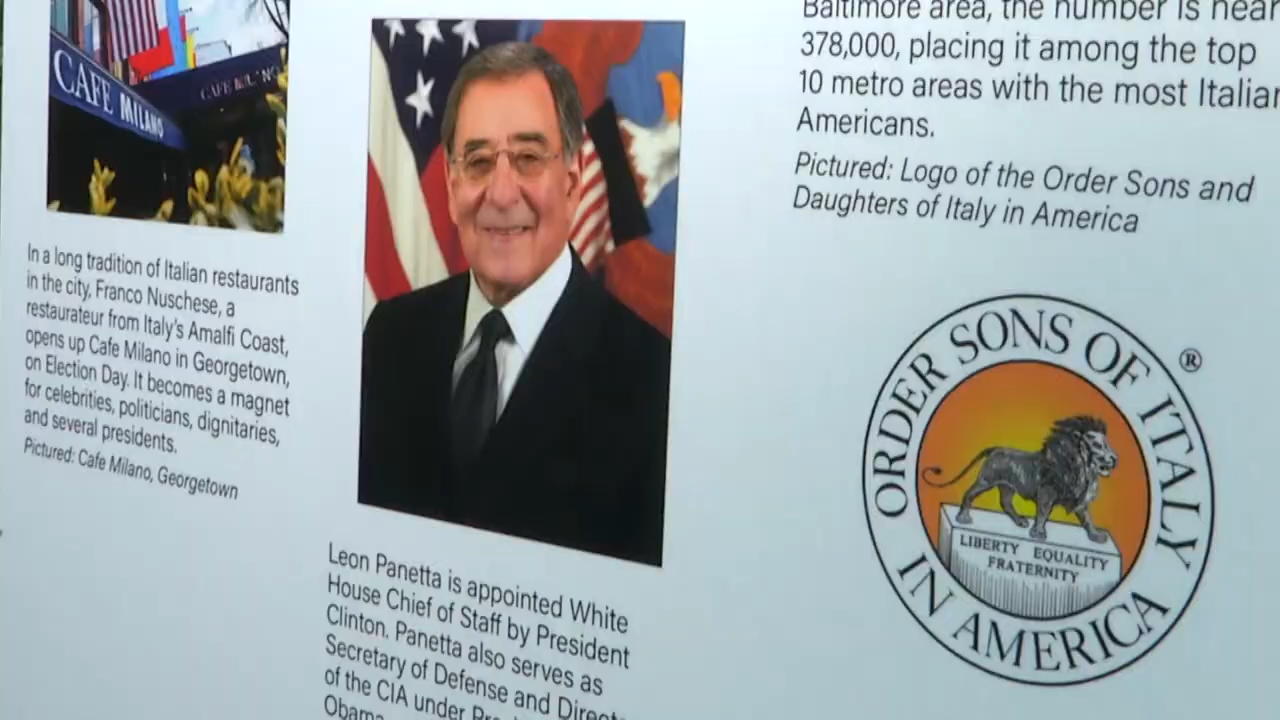 CAFE MILANO
In a long tradition of Italian restaurants
in the city, Franco Nuschese, a
restaurateur from Italy's Amalfi Coast,
opens up Cafe Milano in Georgetown,
on Election Day. It becomes a magnet
for celebrities, politicians, dignitaries,
and several presidents.
Pictured: Cafe Milano, Georgetown
Leon Panetta is appointed White
House Chief of Staff by President
Clinton. Panetta also serves as
Secretary of Defense and
of the CIA under
Obama
Baltimore area, the number is near
378,000, placing it among the top
10 metro areas with the most Italian
Americans.
Pictured: Logo of the Order Sons and
Daughters of Italy in America
ORDER SONS OF ITALY
®
LIBERTY EQUALITY
FRATERNITY
IN AMERICA